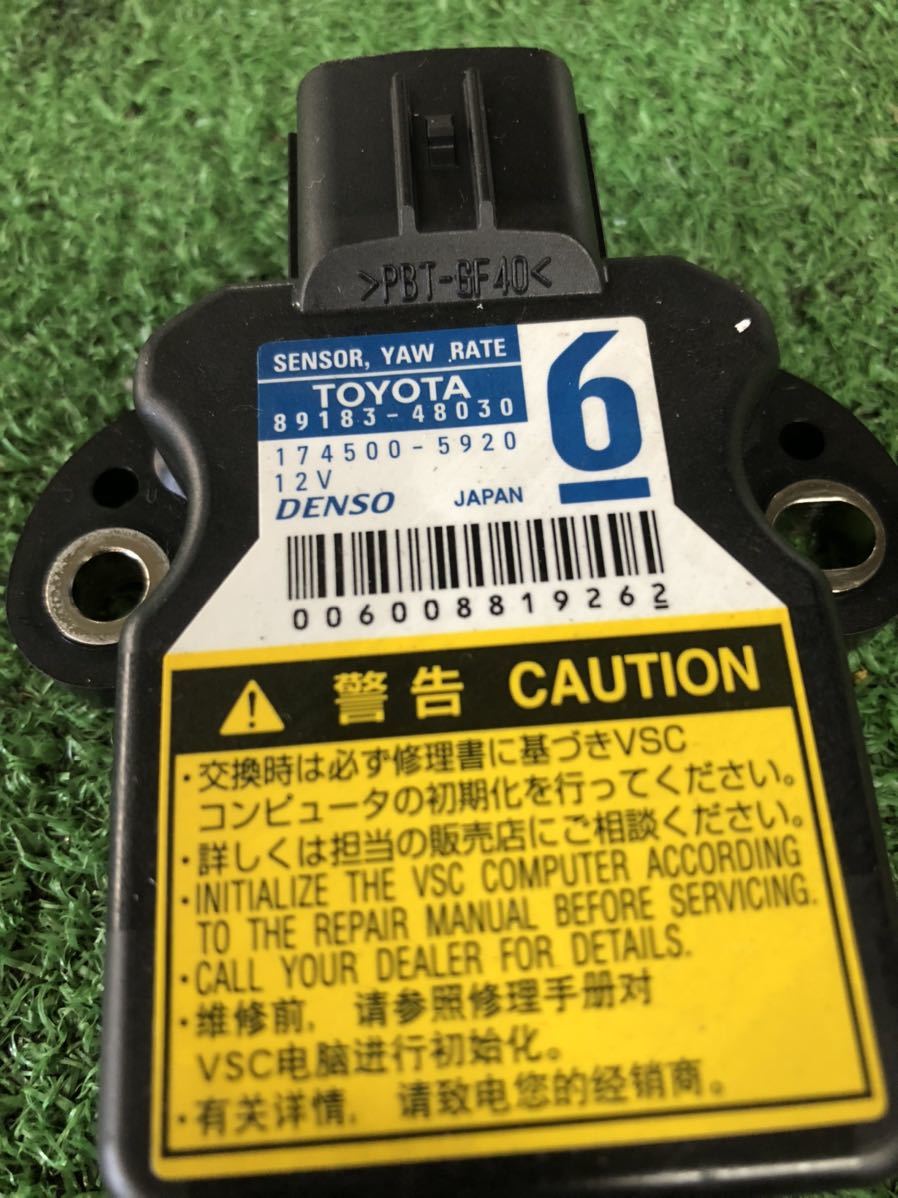 >PBT-GF40<
SENSOR, YAW RATE
TOYOTA
89183-48030
6
174500-5920
12V
DENSO JAPAN
006008819262
警告 CAUTION
・交換時は必ず修理書に基づきVSC
コンピュータの初期化を行ってください。
・詳しくは担当の販売店にご相談ください。
・INITIALIZE THE VSC COMPUTER ACCORDING
TO THE REPAIR MANUAL BEFORE SERVICING.
・CALL YOUR DEALER FOR DETAILS.
・维修前，请参照修理手册对
VSC电脑进行初始化。
・有关详情，请致电您的经销商。